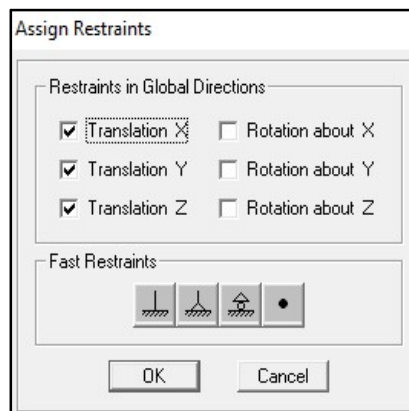 Assign Restraints
Restraints in Global Directions
Translation X Rotation about X
Translation Y Rotation about Y
Translation Z Rotation about Z
Fast Restraints
OK Cancel